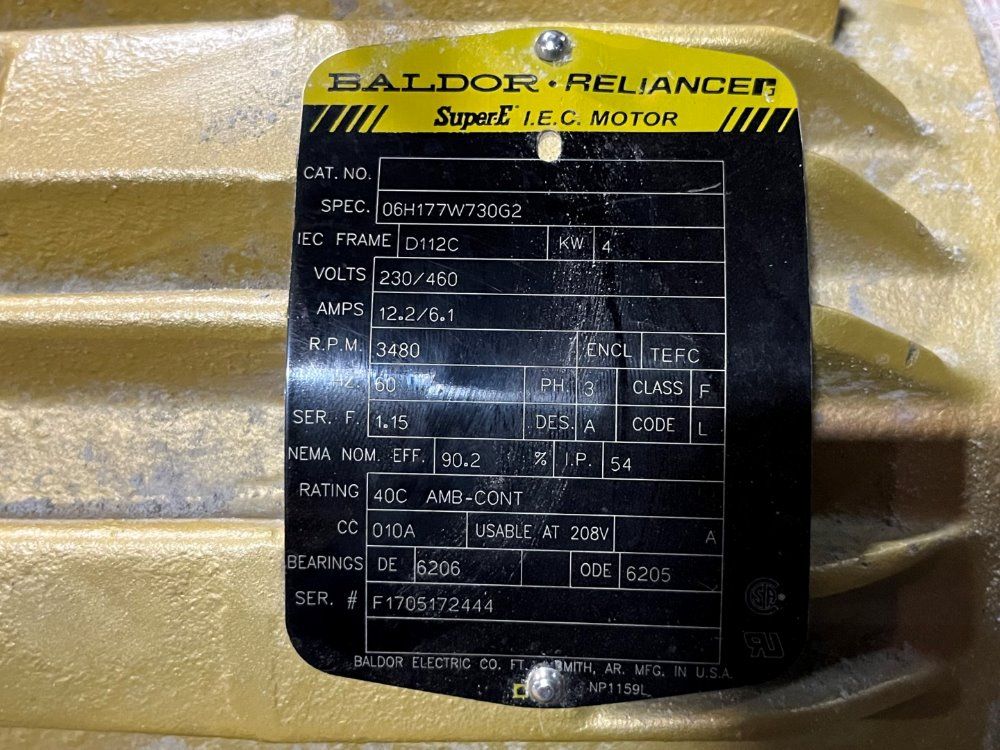 BALDOR · RELIANCE
Super-E I.E.C. MOTOR
CAT. NO.
SPEC. 06H177W730G2
IEC FRAME D112C KW 4
VOLTS 230/460
AMPS 12.2/6.1
R.P.M. 3480 ENCL TEFC
HZ. 60 PH. 3 CLASS F
SER. F. 1.15 DES. A CODE L
NEMA NOM. EFF. 90.2 % I.P. 54
RATING 40C AMB-CONT
CC 010A USABLE AT 208V A
BEARINGS DE 6206 ODE 6205
SER. # F1705172444
BALDOR ELECTRIC CO. FT. AR. MFG. IN U.S.A.
NP1159L